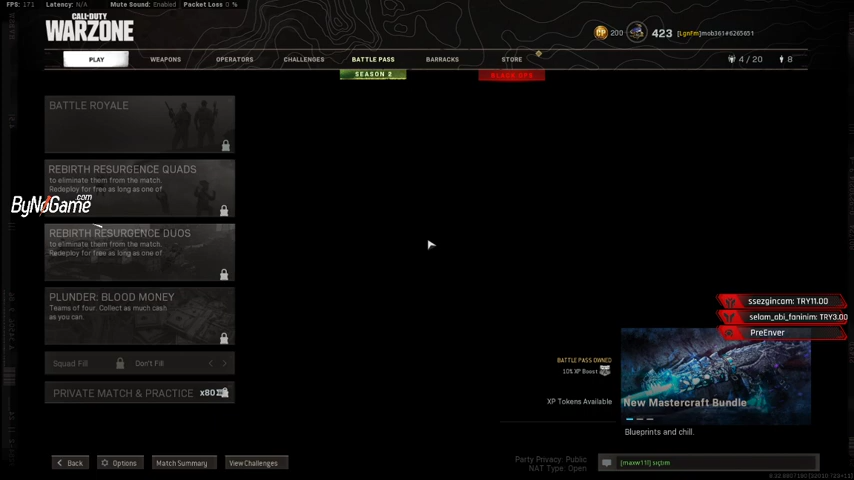 FPS: 171 Latency: N/A Mute Sound: Enabled Packet Loss 0 %
CALL OF DUTY
WARZONE
200 423 [LgnFm]mob3614#6265651
PLAY WEAPONS OPERATORS CHALLENGES BATTLE PASS BARRACKS STORE 4 / 20 8
SEASON 2 BLACK OPS
BATTLE ROYALE
REBIRTH RESURGENCE QUADS
to eliminate them from the match.
Redeploy for free as long as one of
ByNoGame.com
REBIRTH RESURGENCE DUOS
to eliminate them from the match.
Redeploy for free as long as one of
PLUNDER: BLOOD MONEY
Teams of four. Collect as much cash
as you can.
Squad Fill Don't Fill
PRIVATE MATCH & PRACTICE x80
ssezgincom: TRY11.00
selam_abi_faninim: TRY3.00
PreEnver
BATTLE PASS OWNED
10% XP Boost
XP Tokens Available
New Mastercraft Bundle
Blueprints and chill.
Back Options Match Summary View Challenges
Party Privacy: Public
NAT Type: Open
[maxw11l] sıçtım